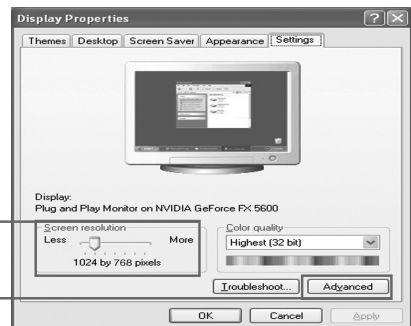 Display Properties
Themes Desktop Screen Saver Appearance Settings
Display:
Plug and Play Monitor on NVIDIA GeForce FX 5600
Screen resolution
Less More
1024 by 768 pixels
Color quality
Highest (32 bit)
Troubleshoot... Advanced
OK Cancel Apply